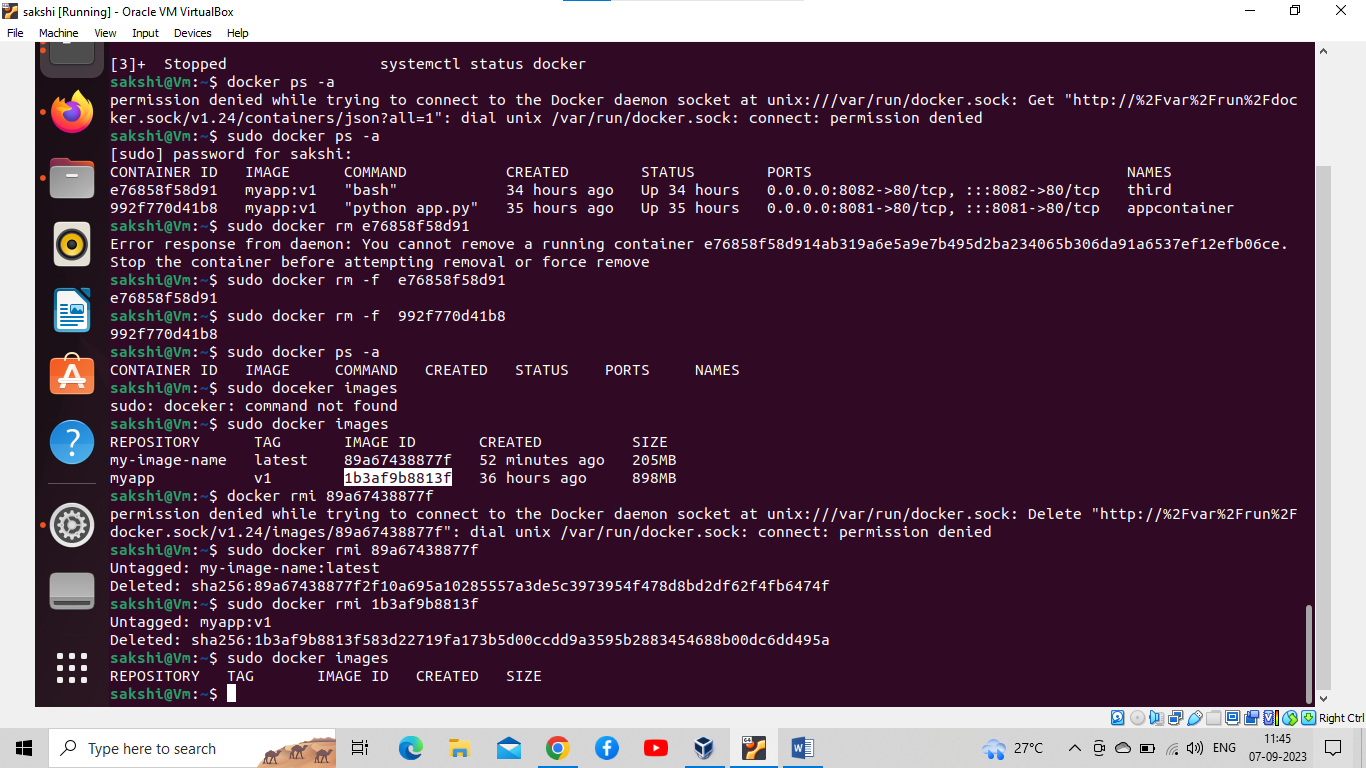 sakshi [Running] - Oracle VM VirtualBox
File Machine View Input Devices Help
[3]+  Stopped                 systemctl status docker
sakshi@Vm:~$ docker ps -a
permission denied while trying to connect to the Docker daemon socket at unix:///var/run/docker.sock: Get "http://%2Fvar%2Frun%2Fdoc
ker.sock/v1.24/containers/json?all=1": dial unix /var/run/docker.sock: connect: permission denied
sakshi@Vm:~$ sudo docker ps -a
[sudo] password for sakshi:
CONTAINER ID   IMAGE      COMMAND           CREATED        STATUS        PORTS                                   NAMES
e76858f58d91   myapp:v1   "bash"            34 hours ago   Up 34 hours   0.0.0.0:8082->80/tcp, :::8082->80/tcp   third
992f770d41b8   myapp:v1   "python app.py"   35 hours ago   Up 35 hours   0.0.0.0:8081->80/tcp, :::8081->80/tcp   appcontainer
sakshi@Vm:~$ sudo docker rm e76858f58d91
Error response from daemon: You cannot remove a running container e76858f58d914ab319a6e5a9e7b495d2ba234065b306da91a6537ef12efb06ce.
Stop the container before attempting removal or force remove
sakshi@Vm:~$ sudo docker rm -f  e76858f58d91
e76858f58d91
sakshi@Vm:~$ sudo docker rm -f  992f770d41b8
992f770d41b8
sakshi@Vm:~$ sudo docker ps -a
CONTAINER ID   IMAGE     COMMAND   CREATED   STATUS    PORTS     NAMES
sakshi@Vm:~$ sudo doceker images
sudo: doceker: command not found
sakshi@Vm:~$ sudo docker images
REPOSITORY      TAG       IMAGE ID       CREATED          SIZE
my-image-name   latest    89a67438877f   52 minutes ago   205MB
myapp           v1        1b3af9b8813f   36 hours ago     898MB
sakshi@Vm:~$ docker rmi 89a67438877f
permission denied while trying to connect to the Docker daemon socket at unix:///var/run/docker.sock: Delete "http://%2Fvar%2Frun%2F
docker.sock/v1.24/images/89a67438877f": dial unix /var/run/docker.sock: connect: permission denied
sakshi@Vm:~$ sudo docker rmi 89a67438877f
Untagged: my-image-name:latest
Deleted: sha256:89a67438877f2f10a695a10285557a3de5c3973954f478d8bd2df62f4fb6474f
sakshi@Vm:~$ sudo docker rmi 1b3af9b8813f
Untagged: myapp:v1
Deleted: sha256:1b3af9b8813f583d22719fa173b5d00ccdd9a3595b2883454688b00dc6dd495a
sakshi@Vm:~$ sudo docker images
REPOSITORY   TAG       IMAGE ID   CREATED   SIZE
sakshi@Vm:~$
Right Ctrl
Type here to search
27°C
ENG
11:45
07-09-2023